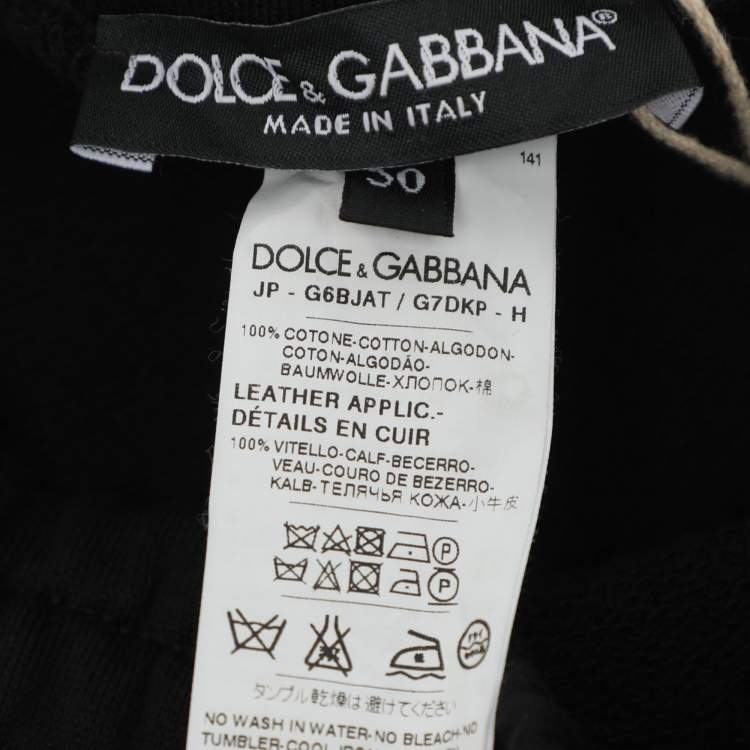 DOLCE & GABBANA®
MADE IN ITALY
141
DOLCE & GABBANA
JP - G6BJAT / G7DKP - H
100% COTONE-COTTON-ALGODON-
COTON-ALGODÃO-
BAUMWOLLE-ХЛОПОК-棉
LEATHER APPLIC.-
DÉTAILS EN CUIR
100% VITELLO-CALF-BECERRO-
VEAU-COURO DE BEZERRO-
KALB-ТЕЛЯЧЬЯ КОЖА-小牛皮
P
P
タンブル乾燥は避けてください
NO WASH IN WATER-NO BLEACH-NO